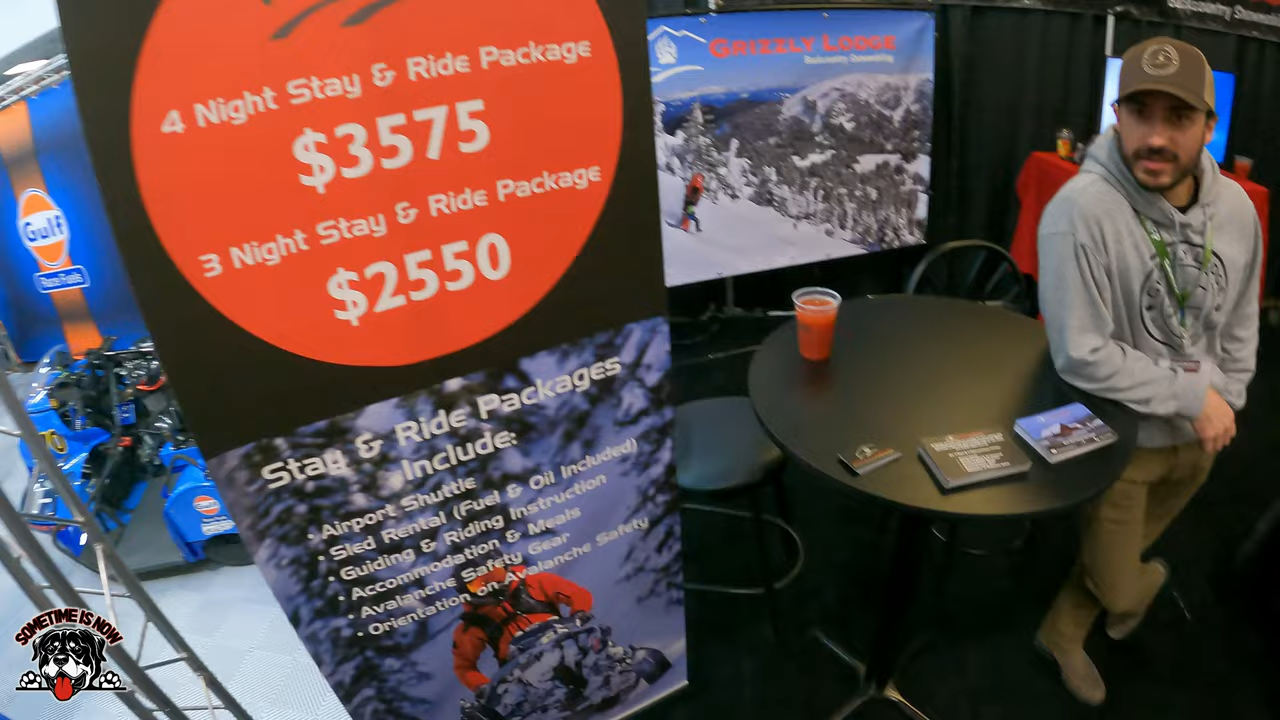 4 Night Stay & Ride Package
$3575
3 Night Stay & Ride Package
$2550
Stay & Ride Packages
Include:
• Airport Shuttle
• Sled Rental (Fuel & Oil Included)
• Guiding & Riding Instruction
• Accommodation & Meals
• Avalanche Safety Gear
• Orientation on Avalanche Safety
GRIZZLY LODGE
Gulf
Race Fuels
SOMETIME IS NOW